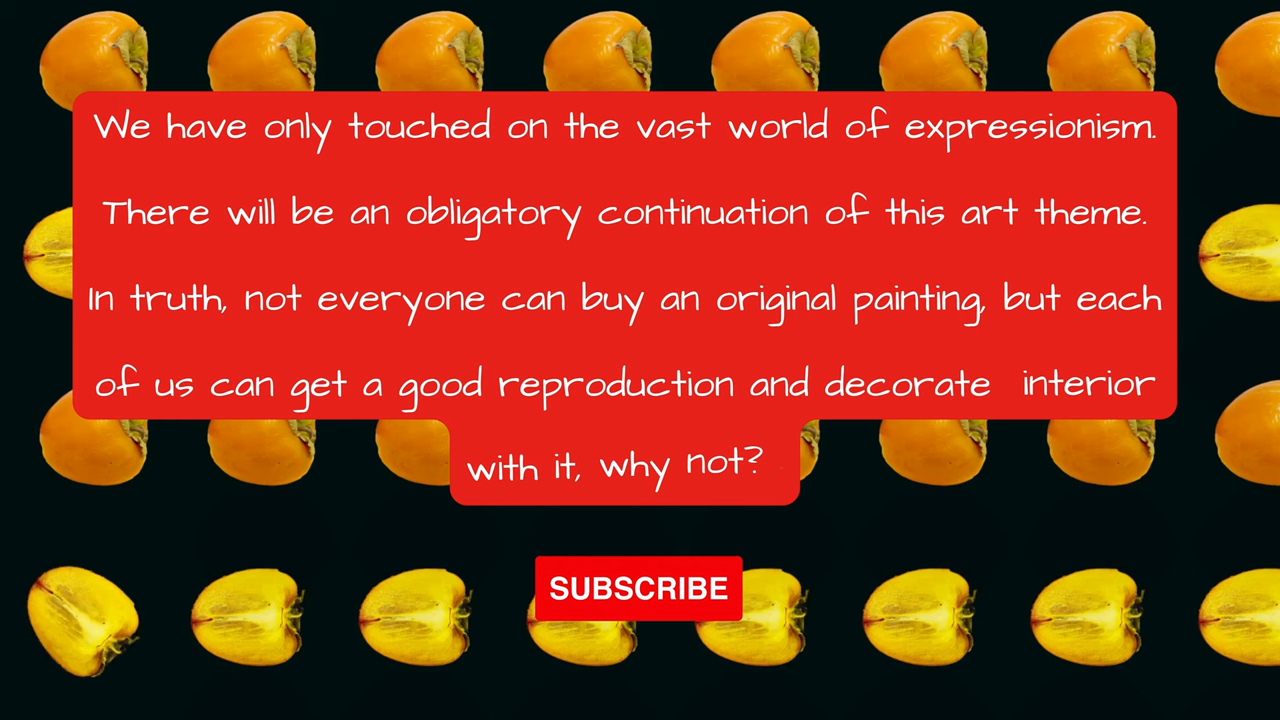 We have only touched on the vast world of expressionism.
There will be an obligatory continuation of this art theme.
In truth, not everyone can buy an original painting, but each
of us can get a good reproduction and decorate interior
with it, why not?
SUBSCRIBE